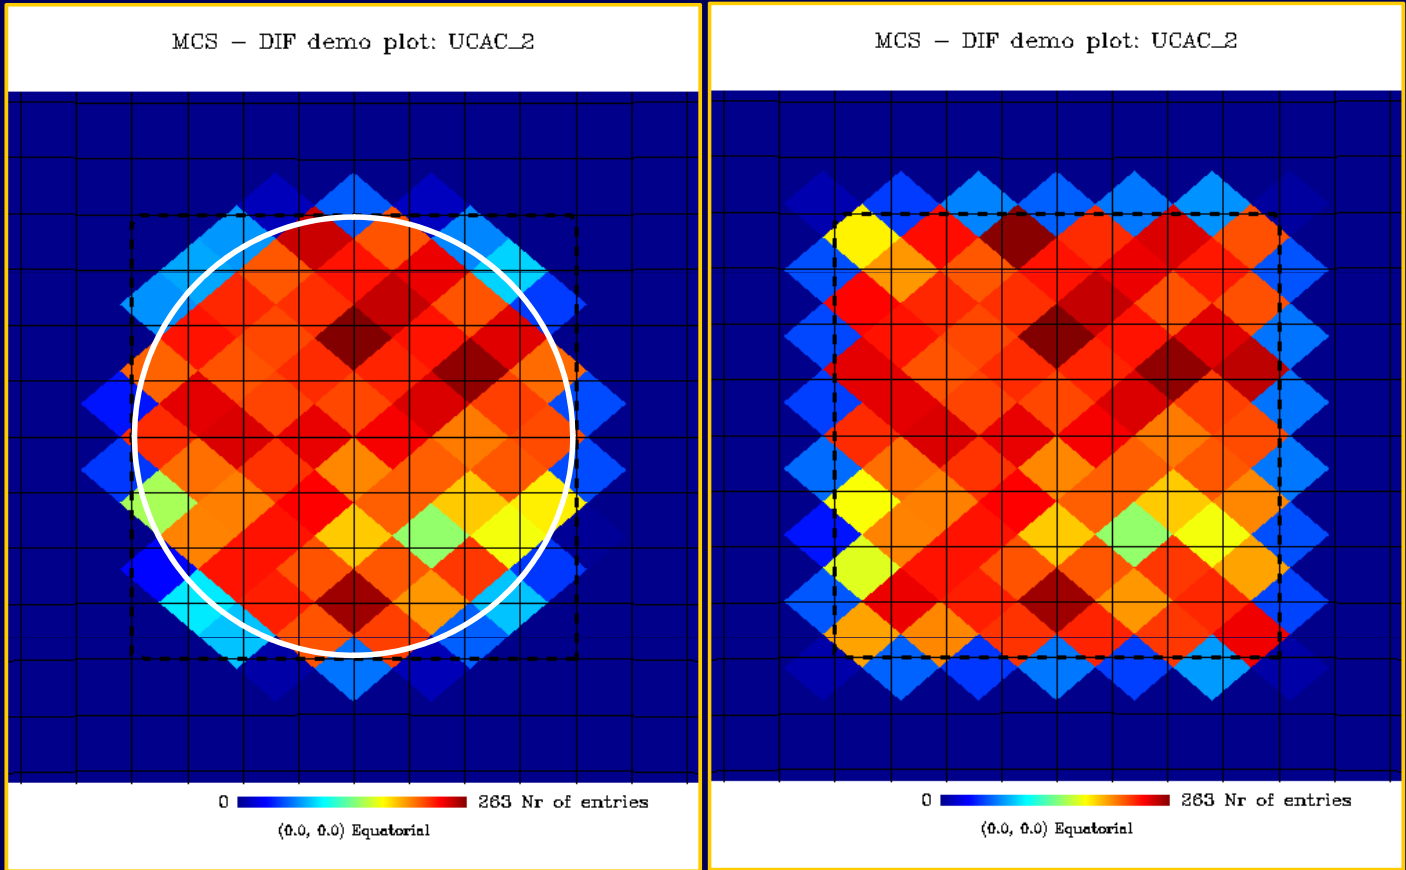 MCS – DIF demo plot: UCAC_2
0 263 Nr of entries
(0.0, 0.0) Equatorial
MCS – DIF demo plot: UCAC_2
0 263 Nr of entries
(0.0, 0.0) Equatorial